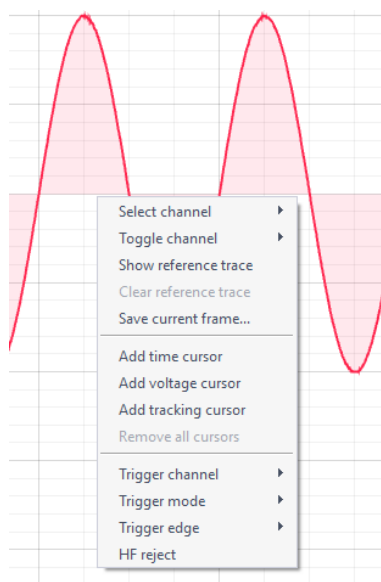 Select channel
Toggle channel
Show reference trace
Clear reference trace
Save current frame...
Add time cursor
Add voltage cursor
Add tracking cursor
Remove all cursors
Trigger channel
Trigger mode
Trigger edge
HF reject